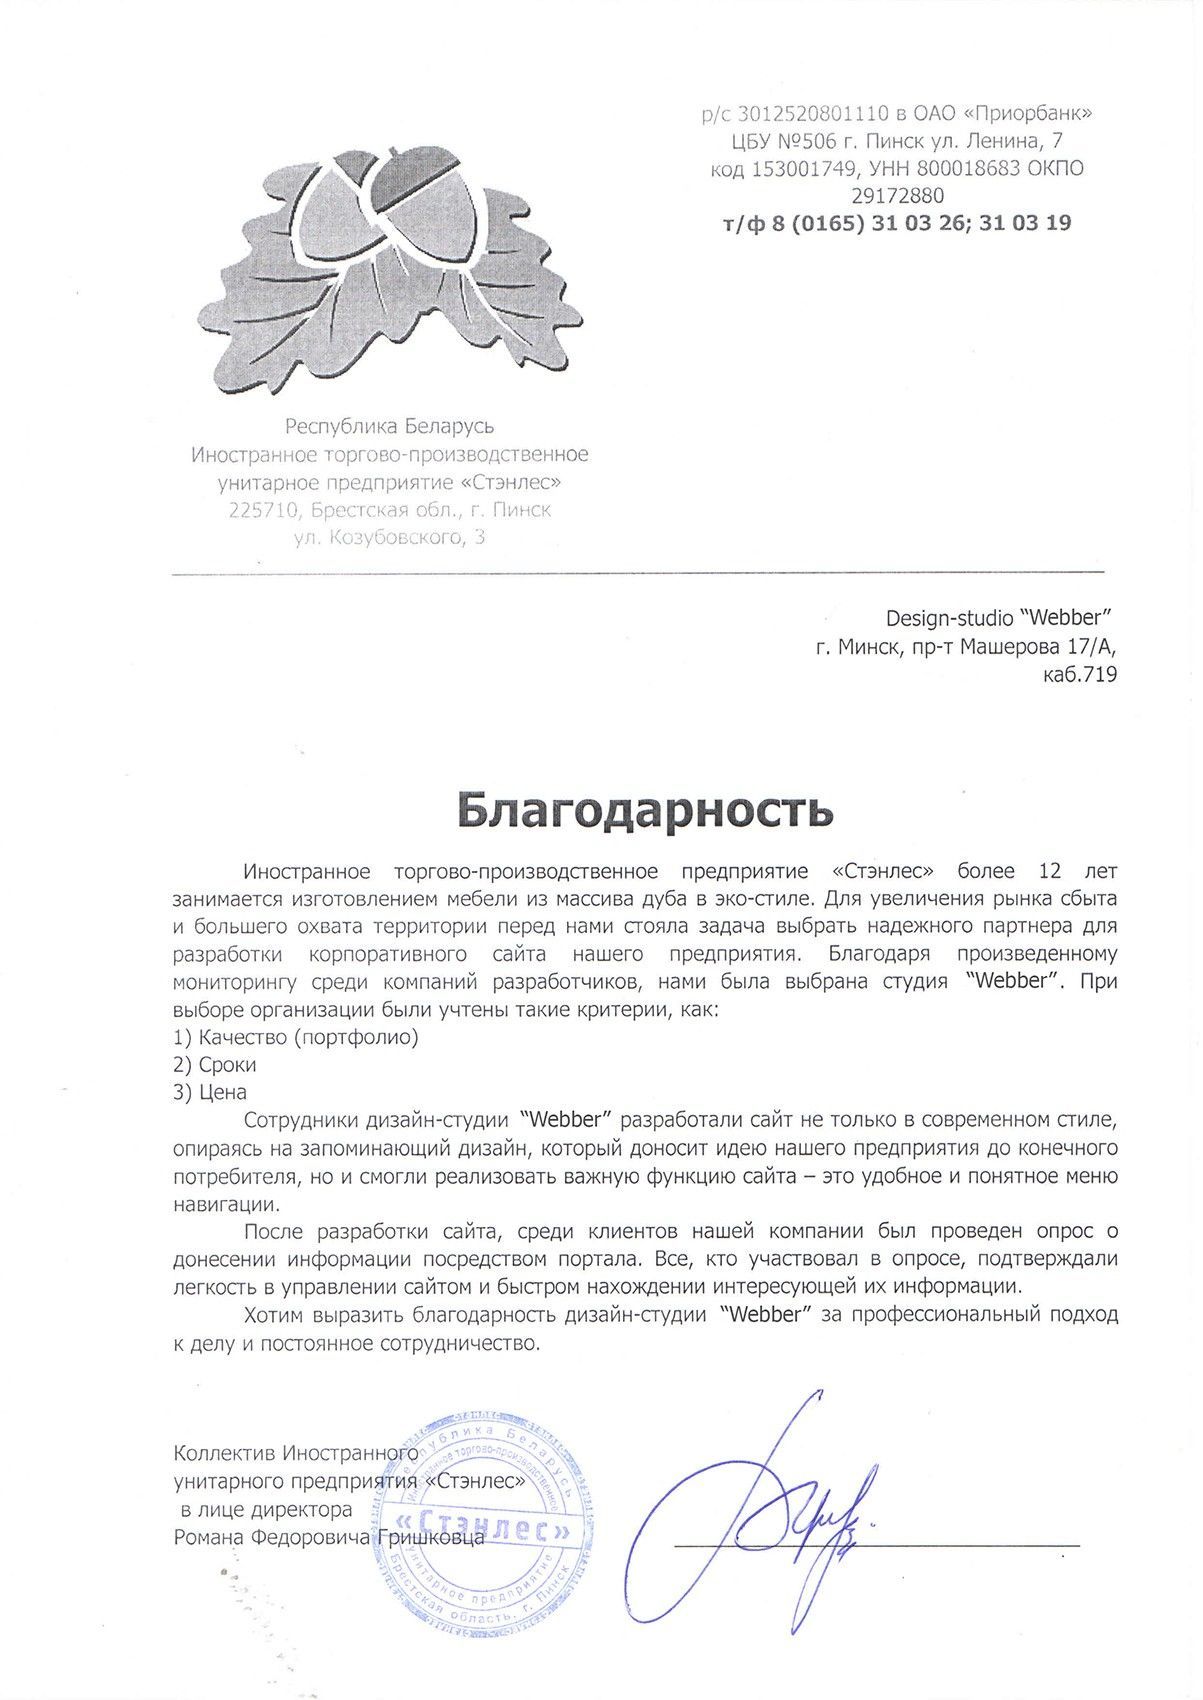 р/с 3012520801110 в ОАО «Приорбанк»
ЦБУ №506 г. Пинск ул. Ленина, 7
код 153001749, УНН 800018683 ОКПО
29172880
т/ф 8 (0165) 31 03 26; 31 03 19
Республика Беларусь
Иностранное торгово-производственное
унитарное предприятие «Стэнлес»
225710, Брестская обл., г. Пинск
ул. Козубовского, 3
Design-studio "Webber"
г. Минск, пр-т Машерова 17/А,
каб.719
Благодарность
Иностранное торгово-производственное предприятие «Стэнлес» более 12 лет
занимается изготовлением мебели из массива дуба в эко-стиле. Для увеличения рынка сбыта
и большего охвата территории перед нами стояла задача выбрать надежного партнера для
разработки корпоративного сайта нашего предприятия. Благодаря произведенному
мониторингу среди компаний разработчиков, нами была выбрана студия "Webber". При
выборе организации были учтены такие критерии, как:
1) Качество (портфолио)
2) Сроки
3) Цена
Сотрудники дизайн-студии "Webber" разработали сайт не только в современном стиле,
опираясь на запоминающий дизайн, который доносит идею нашего предприятия до конечного
потребителя, но и смогли реализовать важную функцию сайта – это удобное и понятное меню
навигации.
После разработки сайта, среди клиентов нашей компании был проведен опрос о
донесении информации посредством портала. Все, кто участвовал в опросе, подтверждали
легкость в управлении сайтом и быстром нахождении интересующей их информации.
Хотим выразить благодарность дизайн-студии "Webber" за профессиональный подход
к делу и постоянное сотрудничество.
Коллектив Иностранного
унитарного предприятия «Стэнлес»
в лице директора
Романа Федоровича Гришковца
Республика Беларусь
Иностранное торгово-производственное
«Стэнлес»
унитарное предприятие
Брестская область, г. Пинск